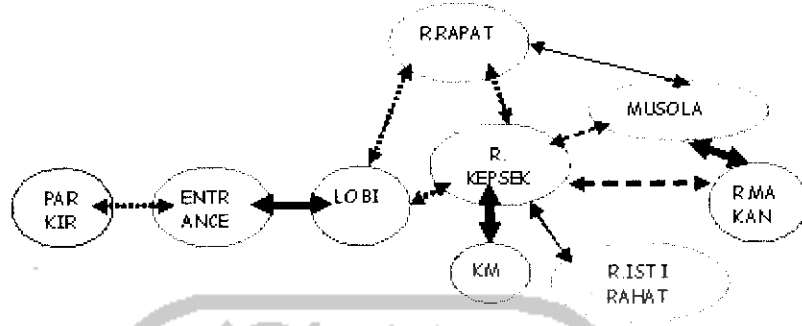 R.RAPAT
MUSOLA
R.
KEPSEK
PAR
KIR
ENTR
ANCE
LOBI
R.MA
KAN
KM
R.ISTI
RAHAT